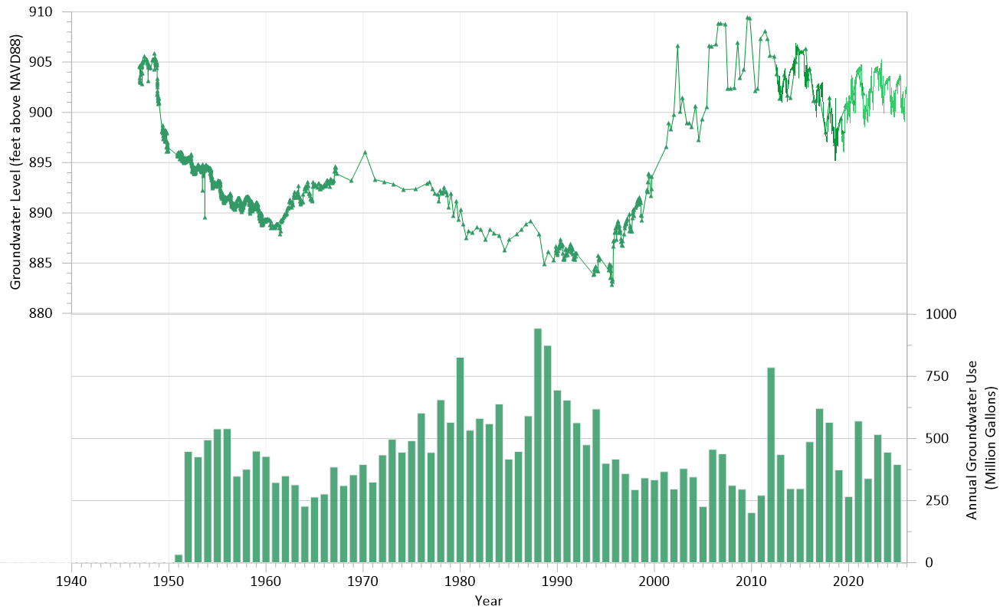 910
905
900
895
890
885
880
Groundwater Level (feet above NAVD88)
1000
750
500
250
0
Annual Groundwater Use
(Million Gallons)
1940 1950 1960 1970 1980 1990 2000 2010 2020
Year